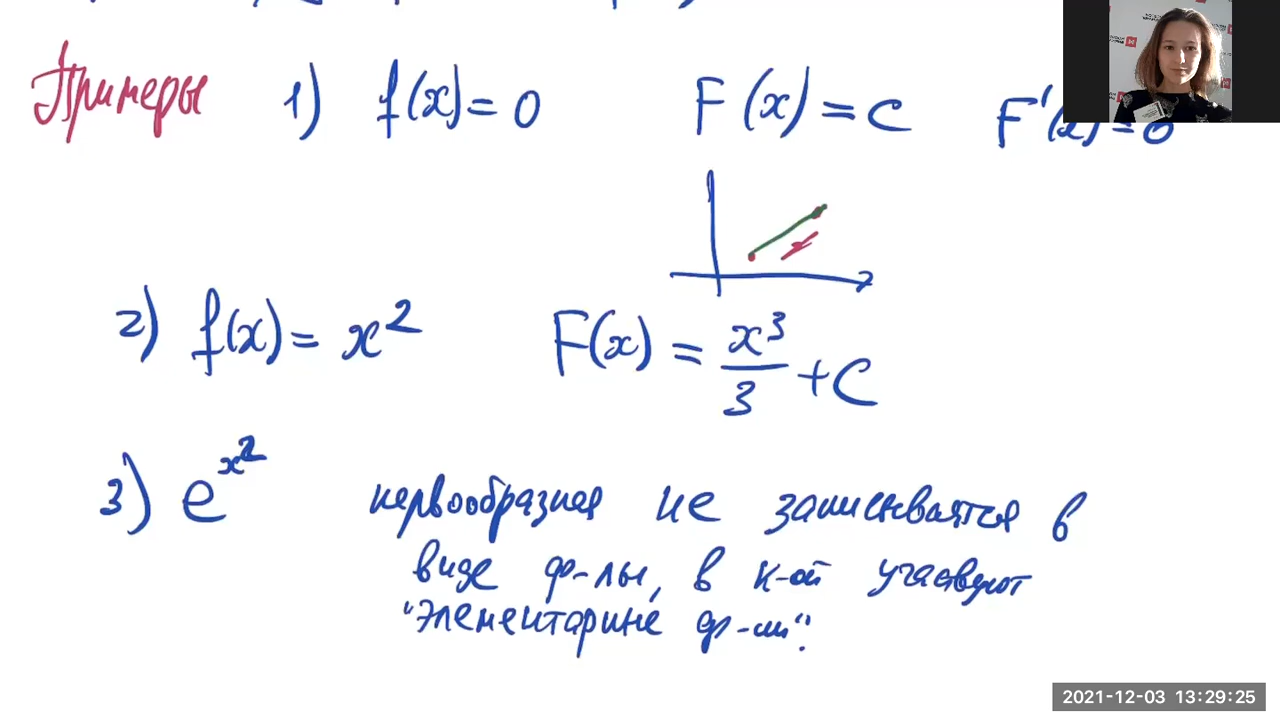 Примеры 1) f(x) = 0 F(x) = C F'(x) = 0
2) f(x) = x² F(x) = x³/3 + C
3) e^x² первообразная не записывается в
виде ф-лы, в к-ой участвуют
"Элементарные ф-ии".
2021-12-03 13:29:25